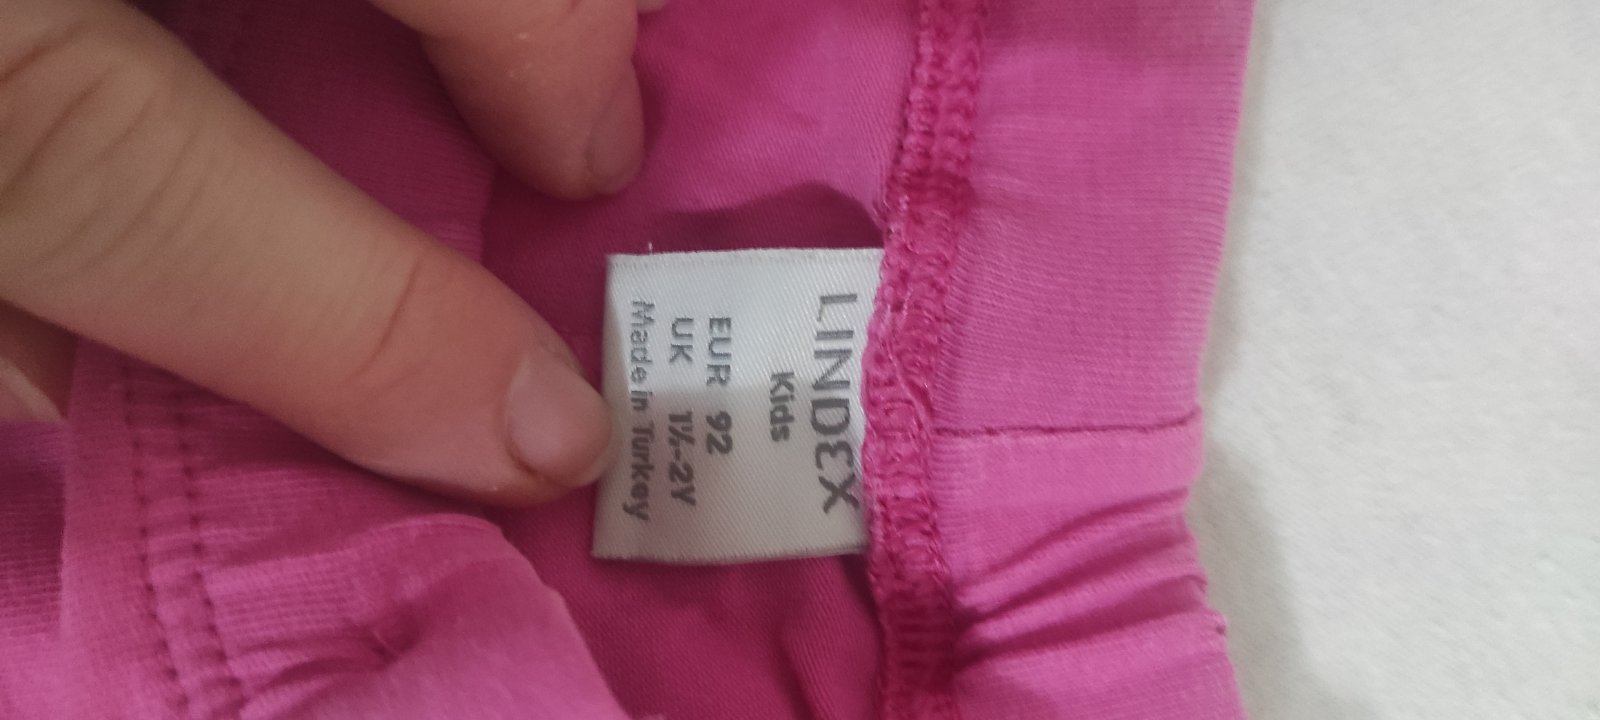 LINDEX
Kids
EUR 92
UK 1½-2Y
Made in Turkey